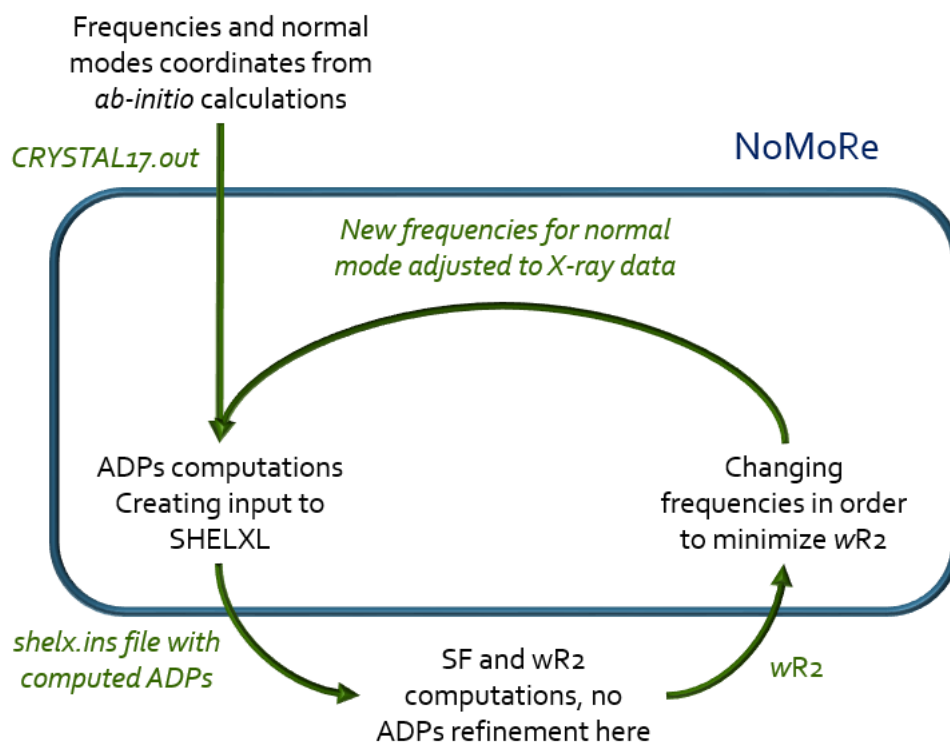 Frequencies and normal
modes coordinates from
ab-initio calculations
CRYSTAL17.out
NoMoRe
New frequencies for normal
mode adjusted to X-ray data
ADPs computations
Creating input to
SHELXL
Changing
frequencies in order
to minimize wR2
shelx.ins file with
computed ADPs
SF and wR2
computations, no
ADPs refinement here
wR2